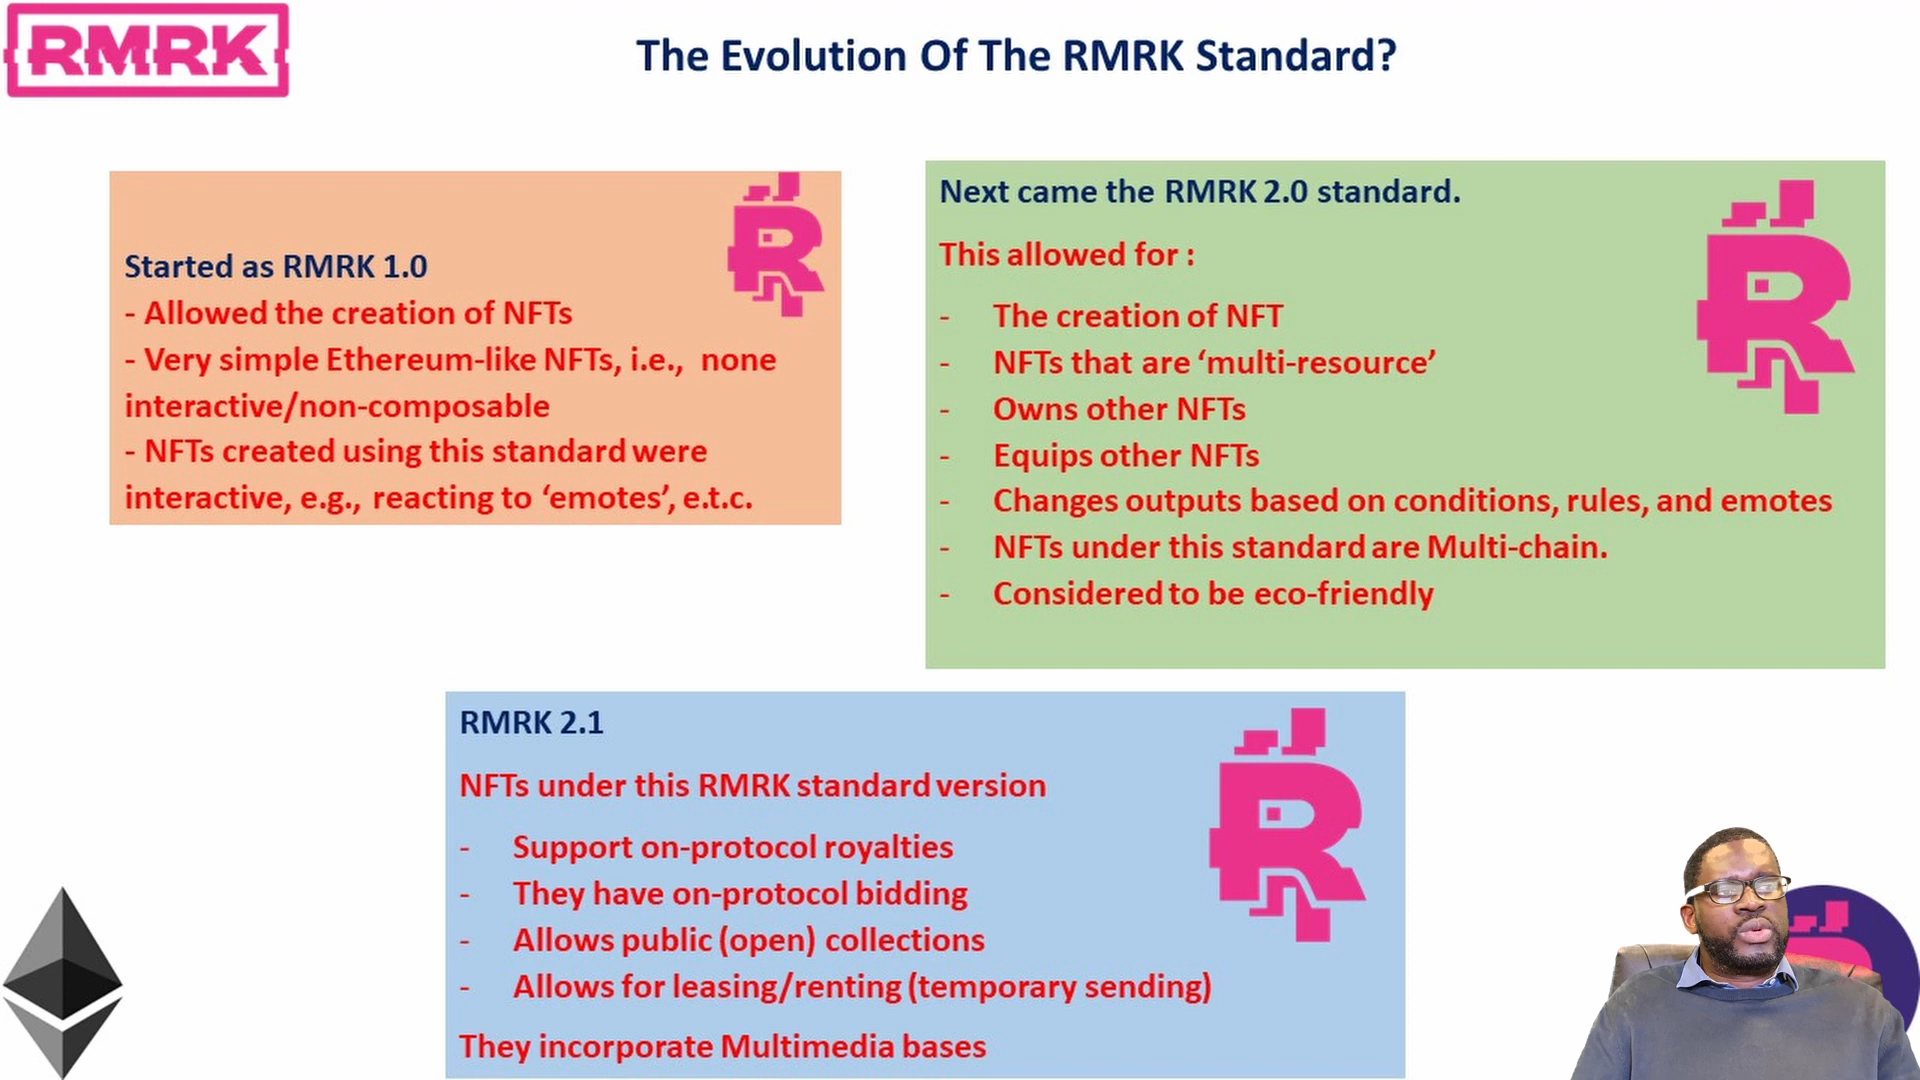 RMRK
The Evolution Of The RMRK Standard?
Started as RMRK 1.0
- Allowed the creation of NFTs
- Very simple Ethereum-like NFTs, i.e., none
interactive/non-composable
- NFTs created using this standard were
interactive, e.g., reacting to ‘emotes’, e.t.c.
Next came the RMRK 2.0 standard.
This allowed for :
- The creation of NFT
- NFTs that are ‘multi-resource’
- Owns other NFTs
- Equips other NFTs
- Changes outputs based on conditions, rules, and emotes
- NFTs under this standard are Multi-chain.
- Considered to be eco-friendly
RMRK 2.1
NFTs under this RMRK standard version
- Support on-protocol royalties
- They have on-protocol bidding
- Allows public (open) collections
- Allows for leasing/renting (temporary sending)
They incorporate Multimedia bases